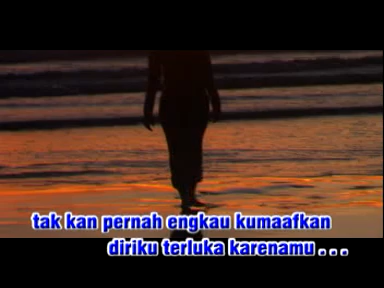 tak kan pernah engkau kumaafkan
diriku terluka karenamu . . .